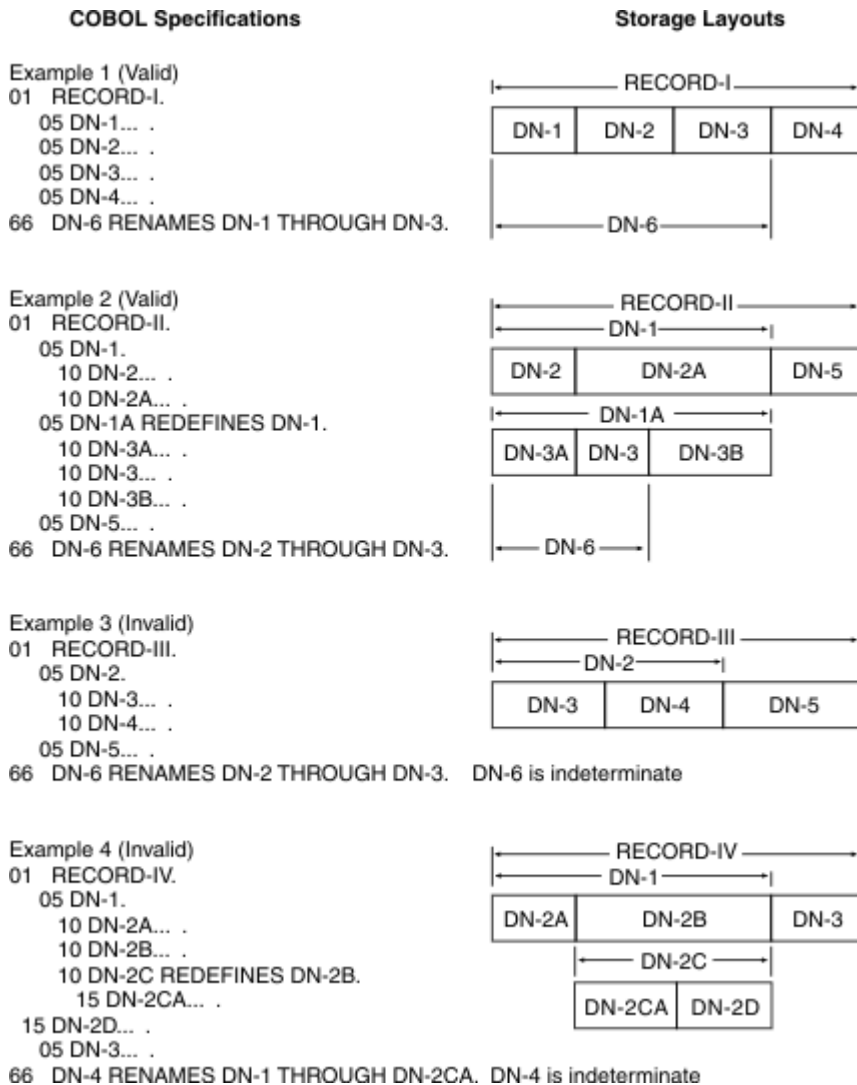 COBOL Specifications
Storage Layouts
Example 1 (Valid)
01 RECORD-I.
05 DN-1... .
05 DN-2... .
05 DN-3... .
05 DN-4... .
66 DN-6 RENAMES DN-1 THROUGH DN-3.
RECORD-I
DN-1 DN-2 DN-3 DN-4
DN-6
Example 2 (Valid)
01 RECORD-II.
05 DN-1.
10 DN-2... .
10 DN-2A... .
05 DN-1A REDEFINES DN-1.
10 DN-3A... .
10 DN-3... .
10 DN-3B... .
05 DN-5... .
66 DN-6 RENAMES DN-2 THROUGH DN-3.
RECORD-II
DN-1
DN-2 DN-2A DN-5
DN-1A
DN-3A DN-3 DN-3B
DN-6
Example 3 (Invalid)
01 RECORD-III.
05 DN-2.
10 DN-3... .
10 DN-4... .
05 DN-5... .
66 DN-6 RENAMES DN-2 THROUGH DN-3. DN-6 is indeterminate
RECORD-III
DN-2
DN-3 DN-4 DN-5
Example 4 (Invalid)
01 RECORD-IV.
05 DN-1.
10 DN-2A... .
10 DN-2B... .
10 DN-2C REDEFINES DN-2B.
15 DN-2CA... .
15 DN-2D... .
05 DN-3... .
66 DN-4 RENAMES DN-1 THROUGH DN-2CA. DN-4 is indeterminate
RECORD-IV
DN-1
DN-2A DN-2B DN-3
DN-2C
DN-2CA DN-2D